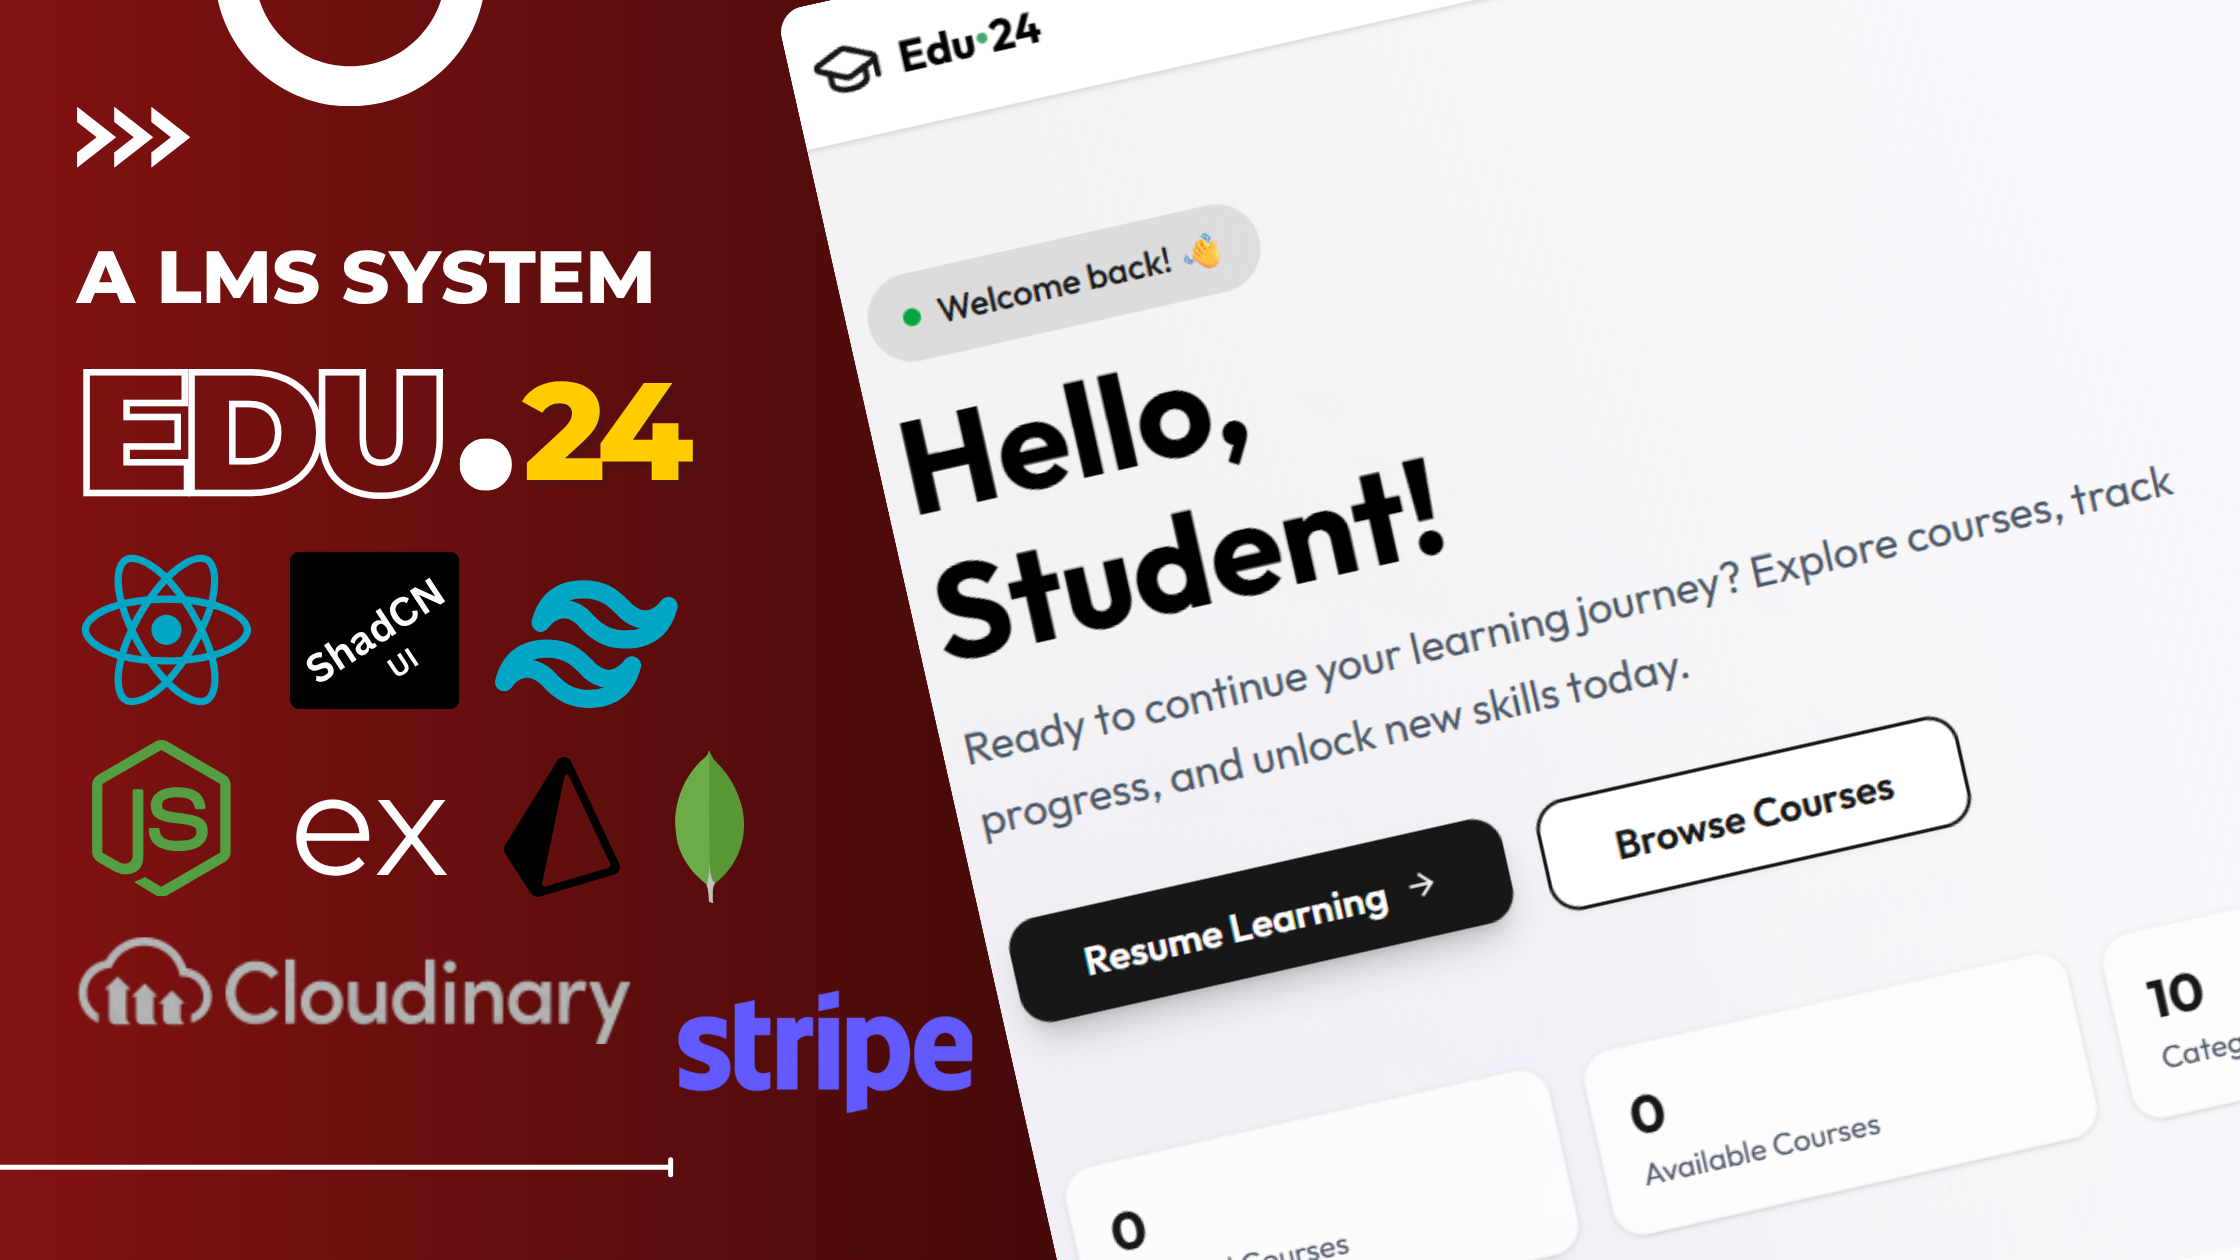 A LMS SYSTEM
EDU.24
ShadCN
UI
JS
ex
Cloudinary
stripe
Edu•24
Welcome back! 👋
Hello,
Student!
Ready to continue your learning journey? Explore courses, track
progress, and unlock new skills today.
Resume Learning →
Browse Courses
0
Courses
0
Available Courses
10